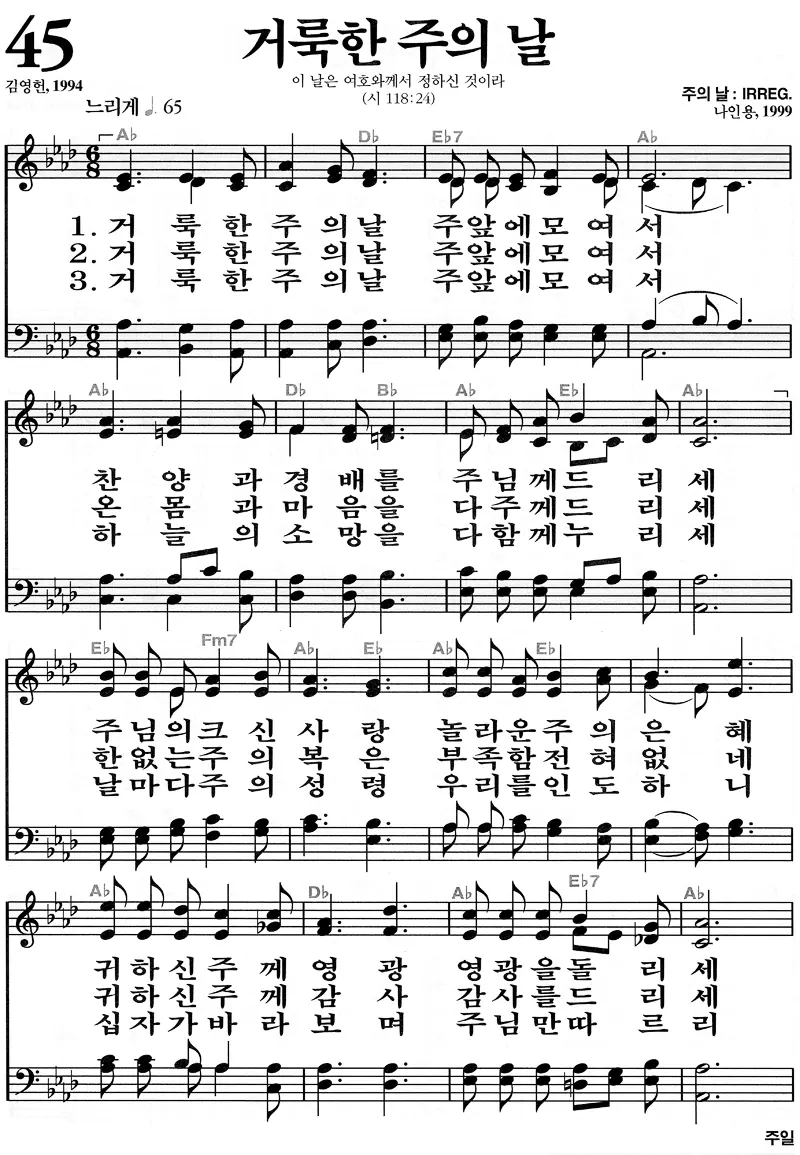 45
거룩한 주의 날
김영헌, 1994
이 날은 여호와께서 정하신 것이라
(시 118:24)
주의 날 : IRREG.
나인용, 1999
느리게 ♩. 65
A♭ D♭ E♭7 A♭
1. 거 룩 한 주 의 날 주 앞 에 모 여 서
2. 거 룩 한 주 의 날 주 앞 에 모 여 서
3. 거 룩 한 주 의 날 주 앞 에 모 여 서
A♭ D♭ B♭ A♭ E♭ A♭
찬 양 과 경 배 를 주 님 께 드 리 세
온 몸 과 마 음 을 다 주 께 드 리 세
하 늘 의 소 망 을 다 함 께 누 리 세
E♭ Fm7 A♭ E♭ A♭ E♭
주 님 의 크 신 사 랑 놀 라 운 주 의 은 혜
한 없 는 주 의 복 은 부 족 함 전 혀 없 네
날 마 다 주 의 성 령 우 리 를 인 도 하 니
A♭ D♭ A♭ E♭7 A♭
귀 하 신 주 께 영 광 영 광 을 돌 리 세
귀 하 신 주 께 감 사 감 사 를 드 리 세
십 자 가 바 라 보 며 주 님 만 따 르 리
주일